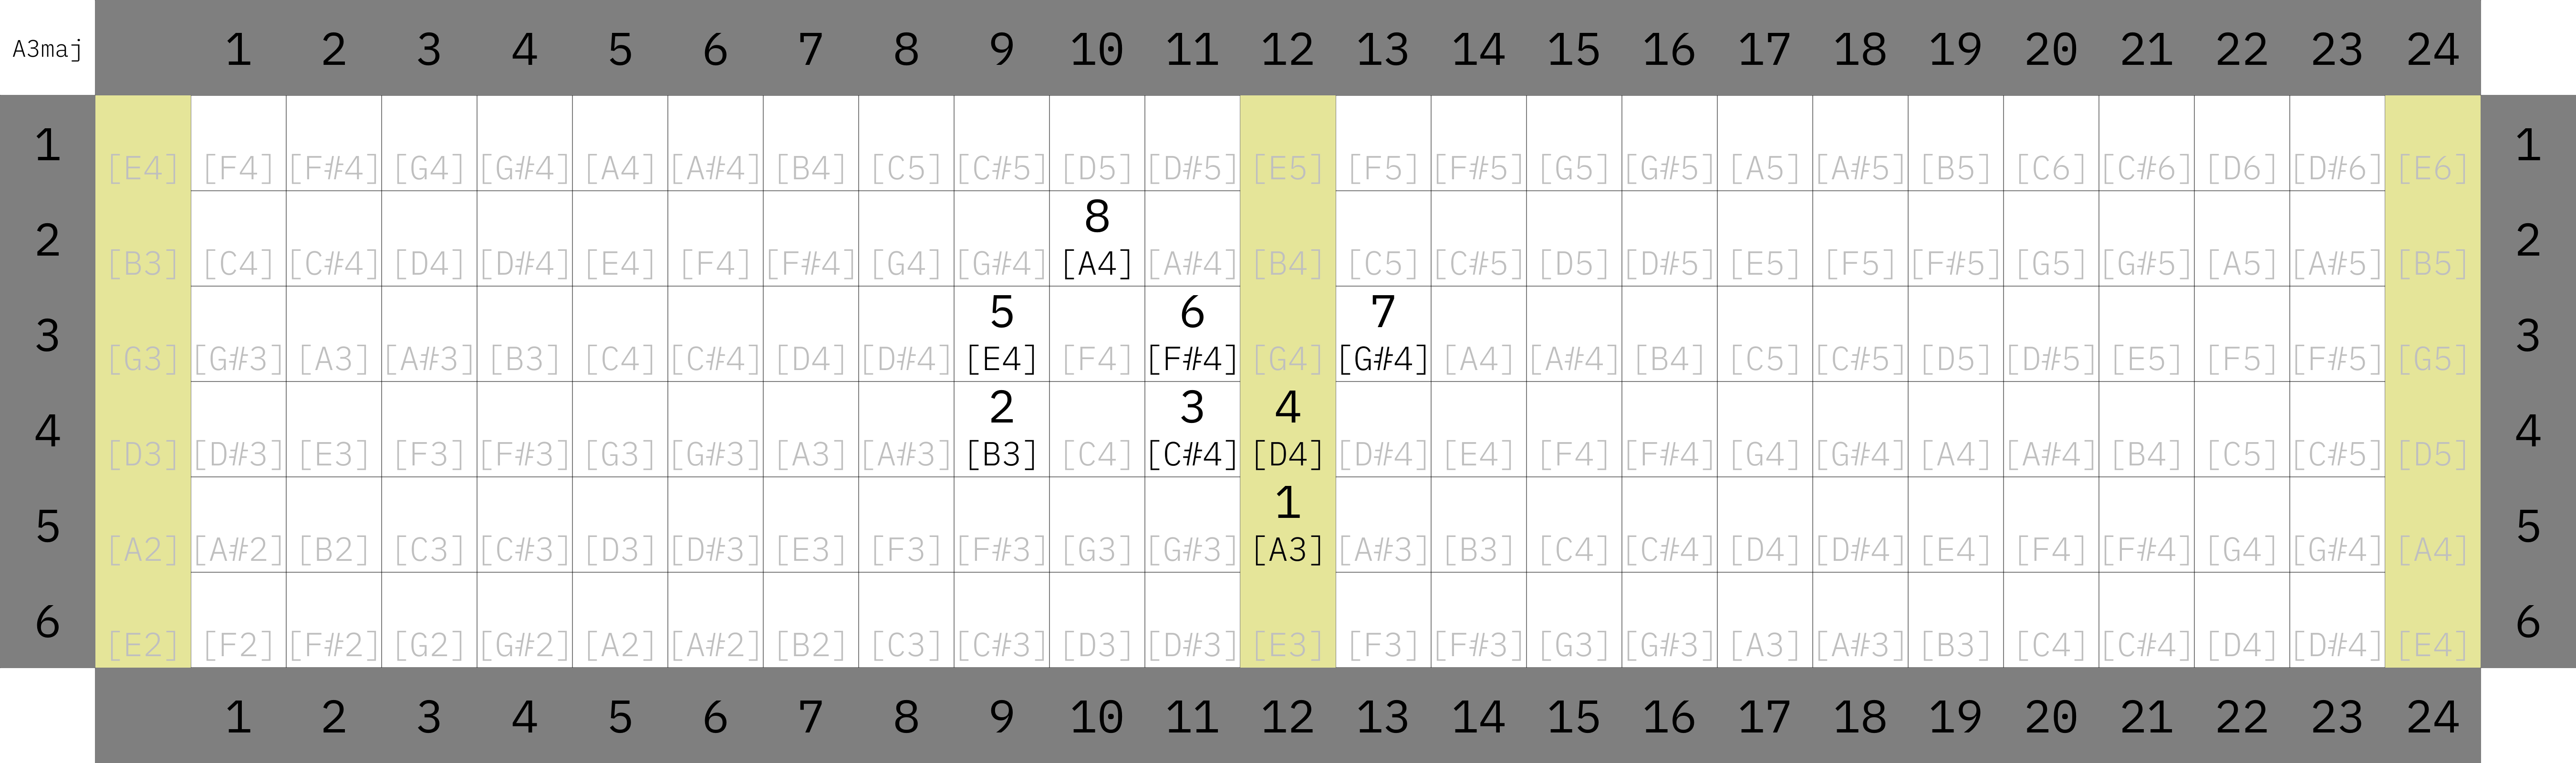 A3maj 1 2 3 4 5 6 7 8 9 10 11 12 13 14 15 16 17 18 19 20 21 22 23 24
1 [E4] [F4] [F#4] [G4] [G#4] [A4] [A#4] [B4] [C5] [C#5] [D5] [D#5] [E5] [F5] [F#5] [G5] [G#5] [A5] [A#5] [B5] [C6] [C#6] [D6] [D#6] [E6] 1
8
2 [B3] [C4] [C#4] [D4] [D#4] [E4] [F4] [F#4] [G4] [G#4] [A4] [A#4] [B4] [C5] [C#5] [D5] [D#5] [E5] [F5] [F#5] [G5] [G#5] [A5] [A#5] [B5] 2
5 6 7
3 [G3] [G#3] [A3] [A#3] [B3] [C4] [C#4] [D4] [D#4] [E4] [F4] [F#4] [G4] [G#4] [A4] [A#4] [B4] [C5] [C#5] [D5] [D#5] [E5] [F5] [F#5] [G5] 3
2 3 4
4 [D3] [D#3] [E3] [F3] [F#3] [G3] [G#3] [A3] [A#3] [B3] [C4] [C#4] [D4] [D#4] [E4] [F4] [F#4] [G4] [G#4] [A4] [A#4] [B4] [C5] [C#5] [D5] 4
1
5 [A2] [A#2] [B2] [C3] [C#3] [D3] [D#3] [E3] [F3] [F#3] [G3] [G#3] [A3] [A#3] [B3] [C4] [C#4] [D4] [D#4] [E4] [F4] [F#4] [G4] [G#4] [A4] 5
6 [E2] [F2] [F#2] [G2] [G#2] [A2] [A#2] [B2] [C3] [C#3] [D3] [D#3] [E3] [F3] [F#3] [G3] [G#3] [A3] [A#3] [B3] [C4] [C#4] [D4] [D#4] [E4] 6
1 2 3 4 5 6 7 8 9 10 11 12 13 14 15 16 17 18 19 20 21 22 23 24